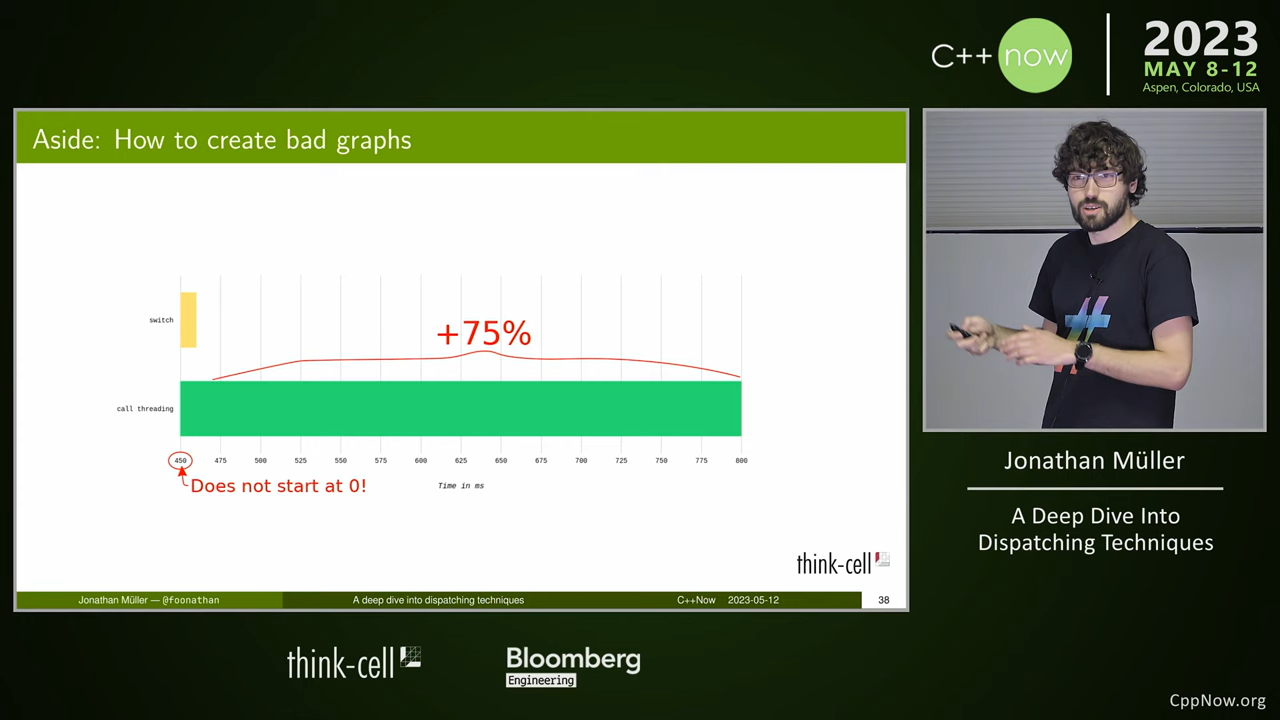 C++ now
2023
MAY 8-12
Aspen, Colorado, USA
Aside: How to create bad graphs
switch
+75%
call threading
450 475 500 525 550 575 600 625 650 675 700 725 750 775 800
Does not start at 0!
Time in ms
think-cell
Jonathan Müller — @foonathan A deep dive into dispatching techniques C++Now 2023-05-12 38
#
Jonathan Müller
A Deep Dive Into
Dispatching Techniques
think-cell
Bloomberg
Engineering
CppNow.org